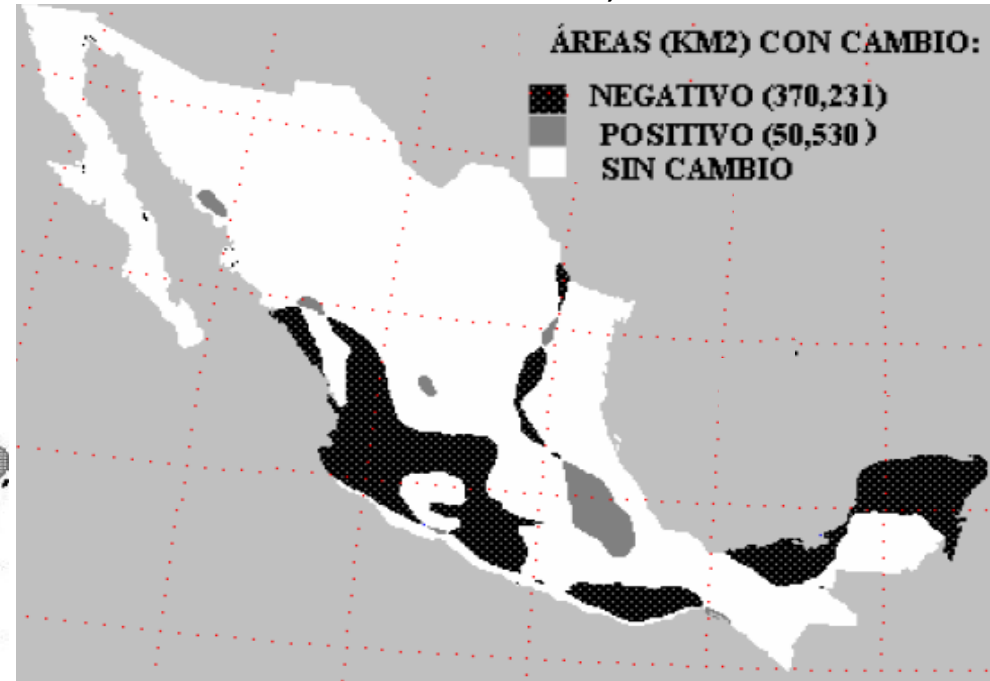 ÁREAS (KM2) CON CAMBIO:
NEGATIVO (370,231)
POSITIVO (50,530)
SIN CAMBIO